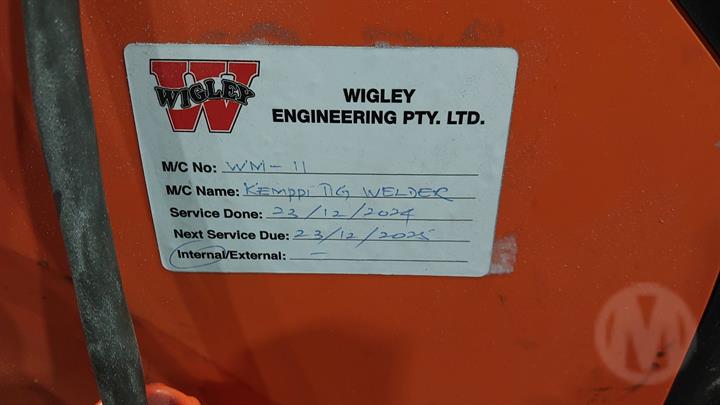 WIGLEY
WIGLEY
ENGINEERING PTY. LTD.
M/C No: WM-11
M/C Name: KEMPPI TIG WELDER
Service Done: 23/12/2024
Next Service Due: 23/12/2025
Internal/External: -
M